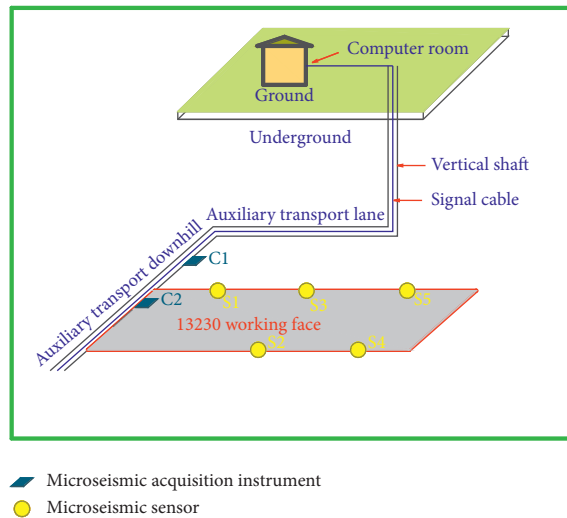 Computer room
Ground
Underground
Vertical shaft
Signal cable
Auxiliary transport lane
Auxiliary transport downhill
C1
C2
S1
S3
S5
13230 working face
S2
S4
Microseismic acquisition instrument
Microseismic sensor